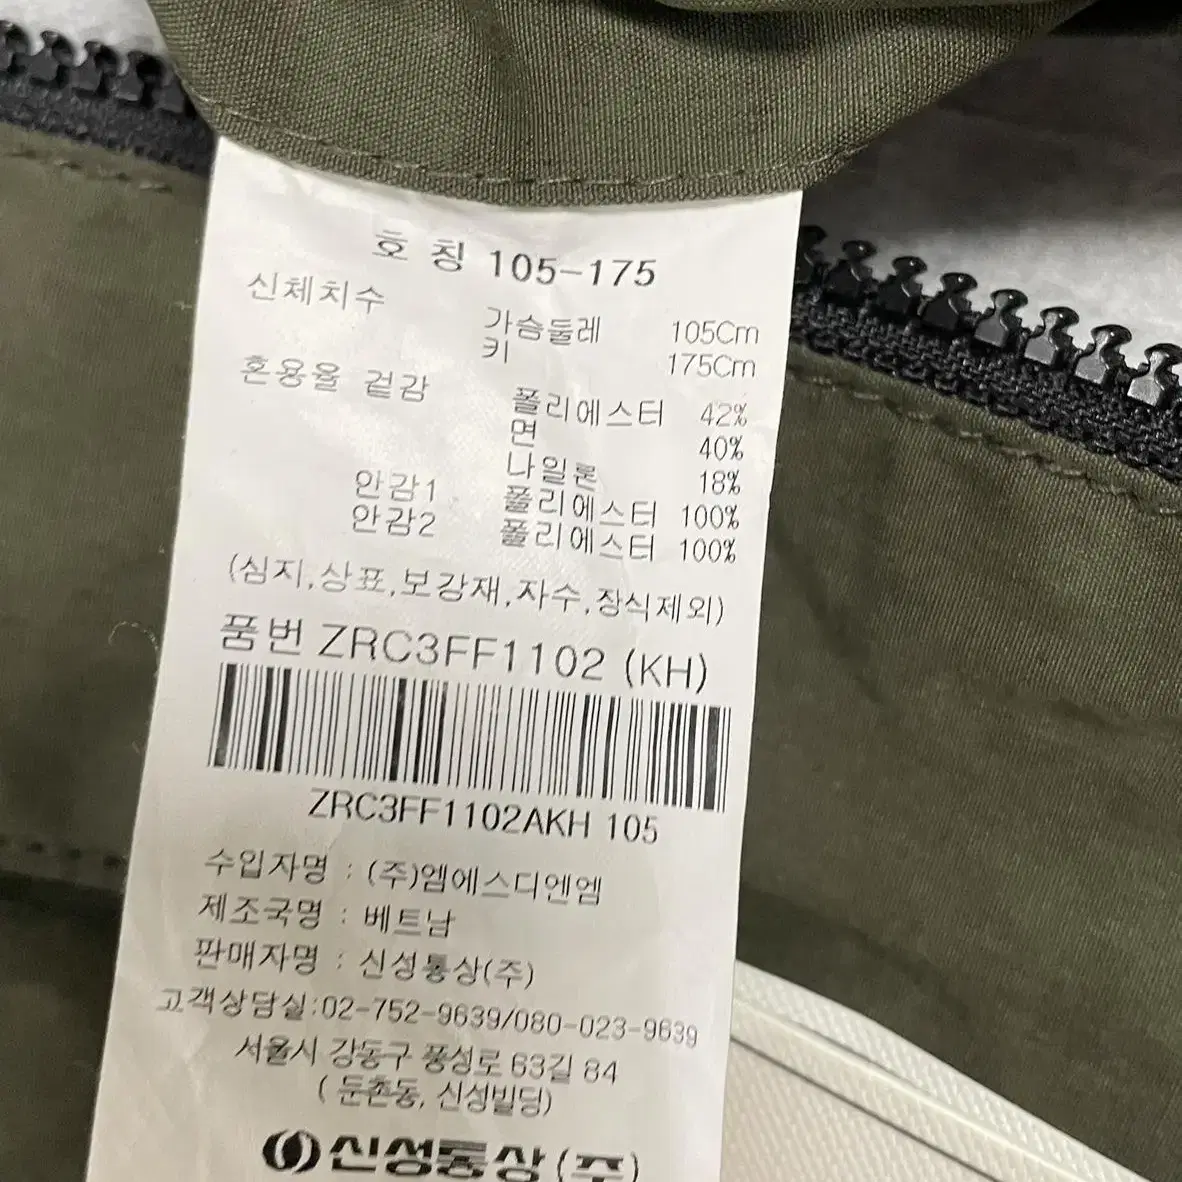 호 칭 105-175
신체치수
가슴둘레 105Cm
키 175Cm
혼용율 겉감 폴리에스터 42%
면 40%
나일론 18%
안감1 폴리에스터 100%
안감2 폴리에스터 100%
(심지,상표,보강재,자수,장식제외)
품번 ZRC3FF1102 (KH)
ZRC3FF1102AKH 105
수입자명 : (주)엠에스디엔엠
제조국명 : 베트남
판매자명 : 신성통상(주)
고객상담실:02-752-9639/080-023-9639
서울시 강동구 풍성로 63길 84
( 둔촌동, 신성빌딩)
신성통상(주)